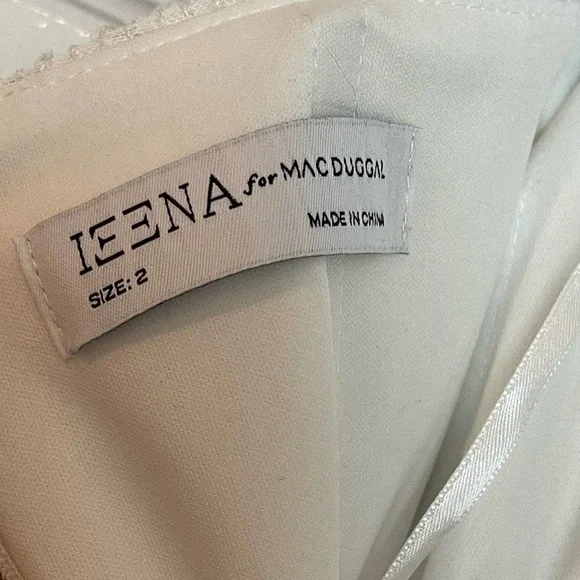 IEENA for MAC DUGGAL
MADE IN CHINA
SIZE: 2